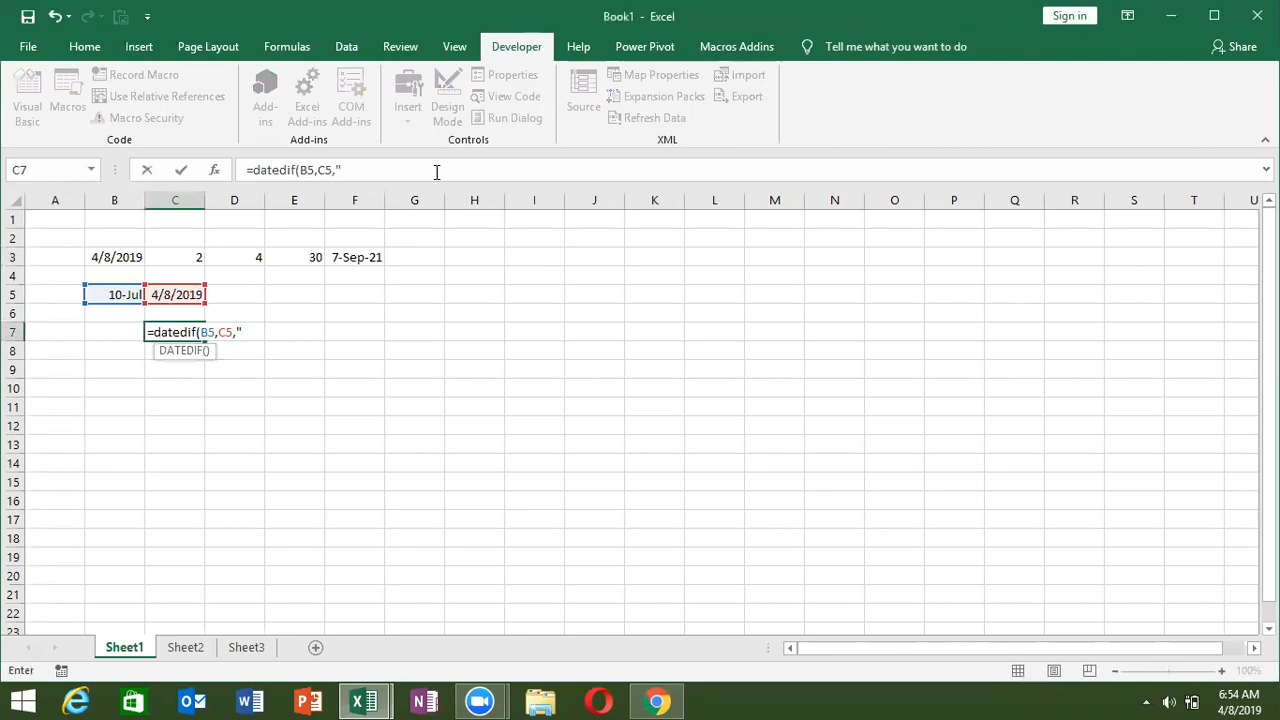 Book1 - Excel
Sign in
File Home Insert Page Layout Formulas Data Review View Developer Help Power Pivot Macros Addins Tell me what you want to do Share
Visual Basic
Macros
Record Macro
Use Relative References
Macro Security
Code
Add-ins
Excel Add-ins
COM Add-ins
Add-ins
Insert
Design Mode
Properties
View Code
Run Dialog
Controls
Source
Map Properties
Expansion Packs
Refresh Data
Import
Export
XML
C7 fx =datedif(B5,C5,"
A B C D E F G H I J K L M N O P Q R S T U
1
2
3 4/8/2019 2 4 30 7-Sep-21
4
5 10-Jul 4/8/2019
6
7 =datedif(B5,C5,"
8 DATEDIF()
9
10
11
12
13
14
15
16
17
18
19
20
21
22
23
Sheet1 Sheet2 Sheet3
Enter 100%
6:54 AM
4/8/2019